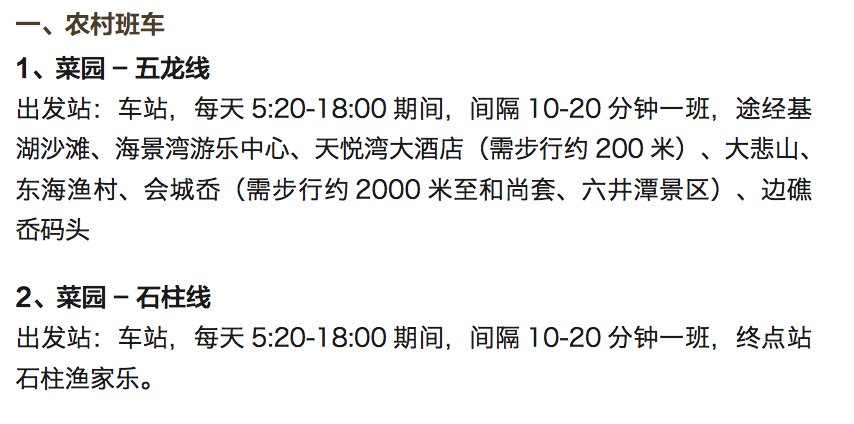 一、农村班车
1、菜园 – 五龙线
出发站：车站，每天 5:20-18:00 期间，间隔 10-20 分钟一班，途经基
湖沙滩、海景湾游乐中心、天悦湾大酒店（需步行约 200 米）、大悲山、
东海渔村、会城岙（需步行约 2000 米至和尚套、六井潭景区）、边礁
岙码头
2、菜园 – 石柱线
出发站：车站，每天 5:20-18:00 期间，间隔 10-20 分钟一班，终点站
石柱渔家乐。